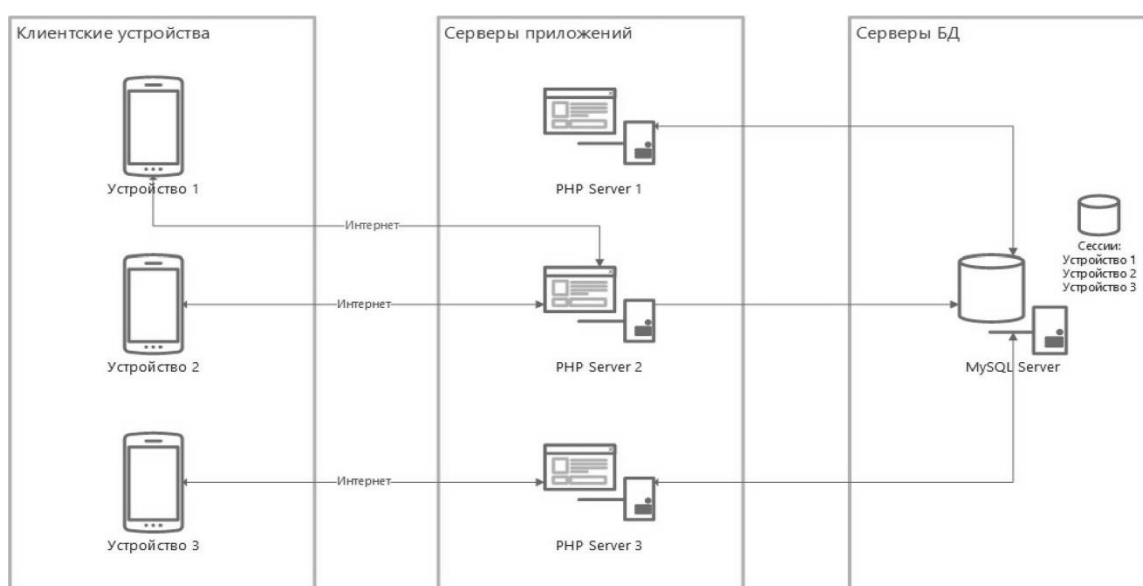 Клиентские устройства
Серверы приложений
Серверы БД
Устройство 1
PHP Server 1
Интернет
Сессии:
Устройство 1
Устройство 2
Устройство 3
Интернет
Устройство 2
PHP Server 2
MySQL Server
Интернет
Устройство 3
PHP Server 3